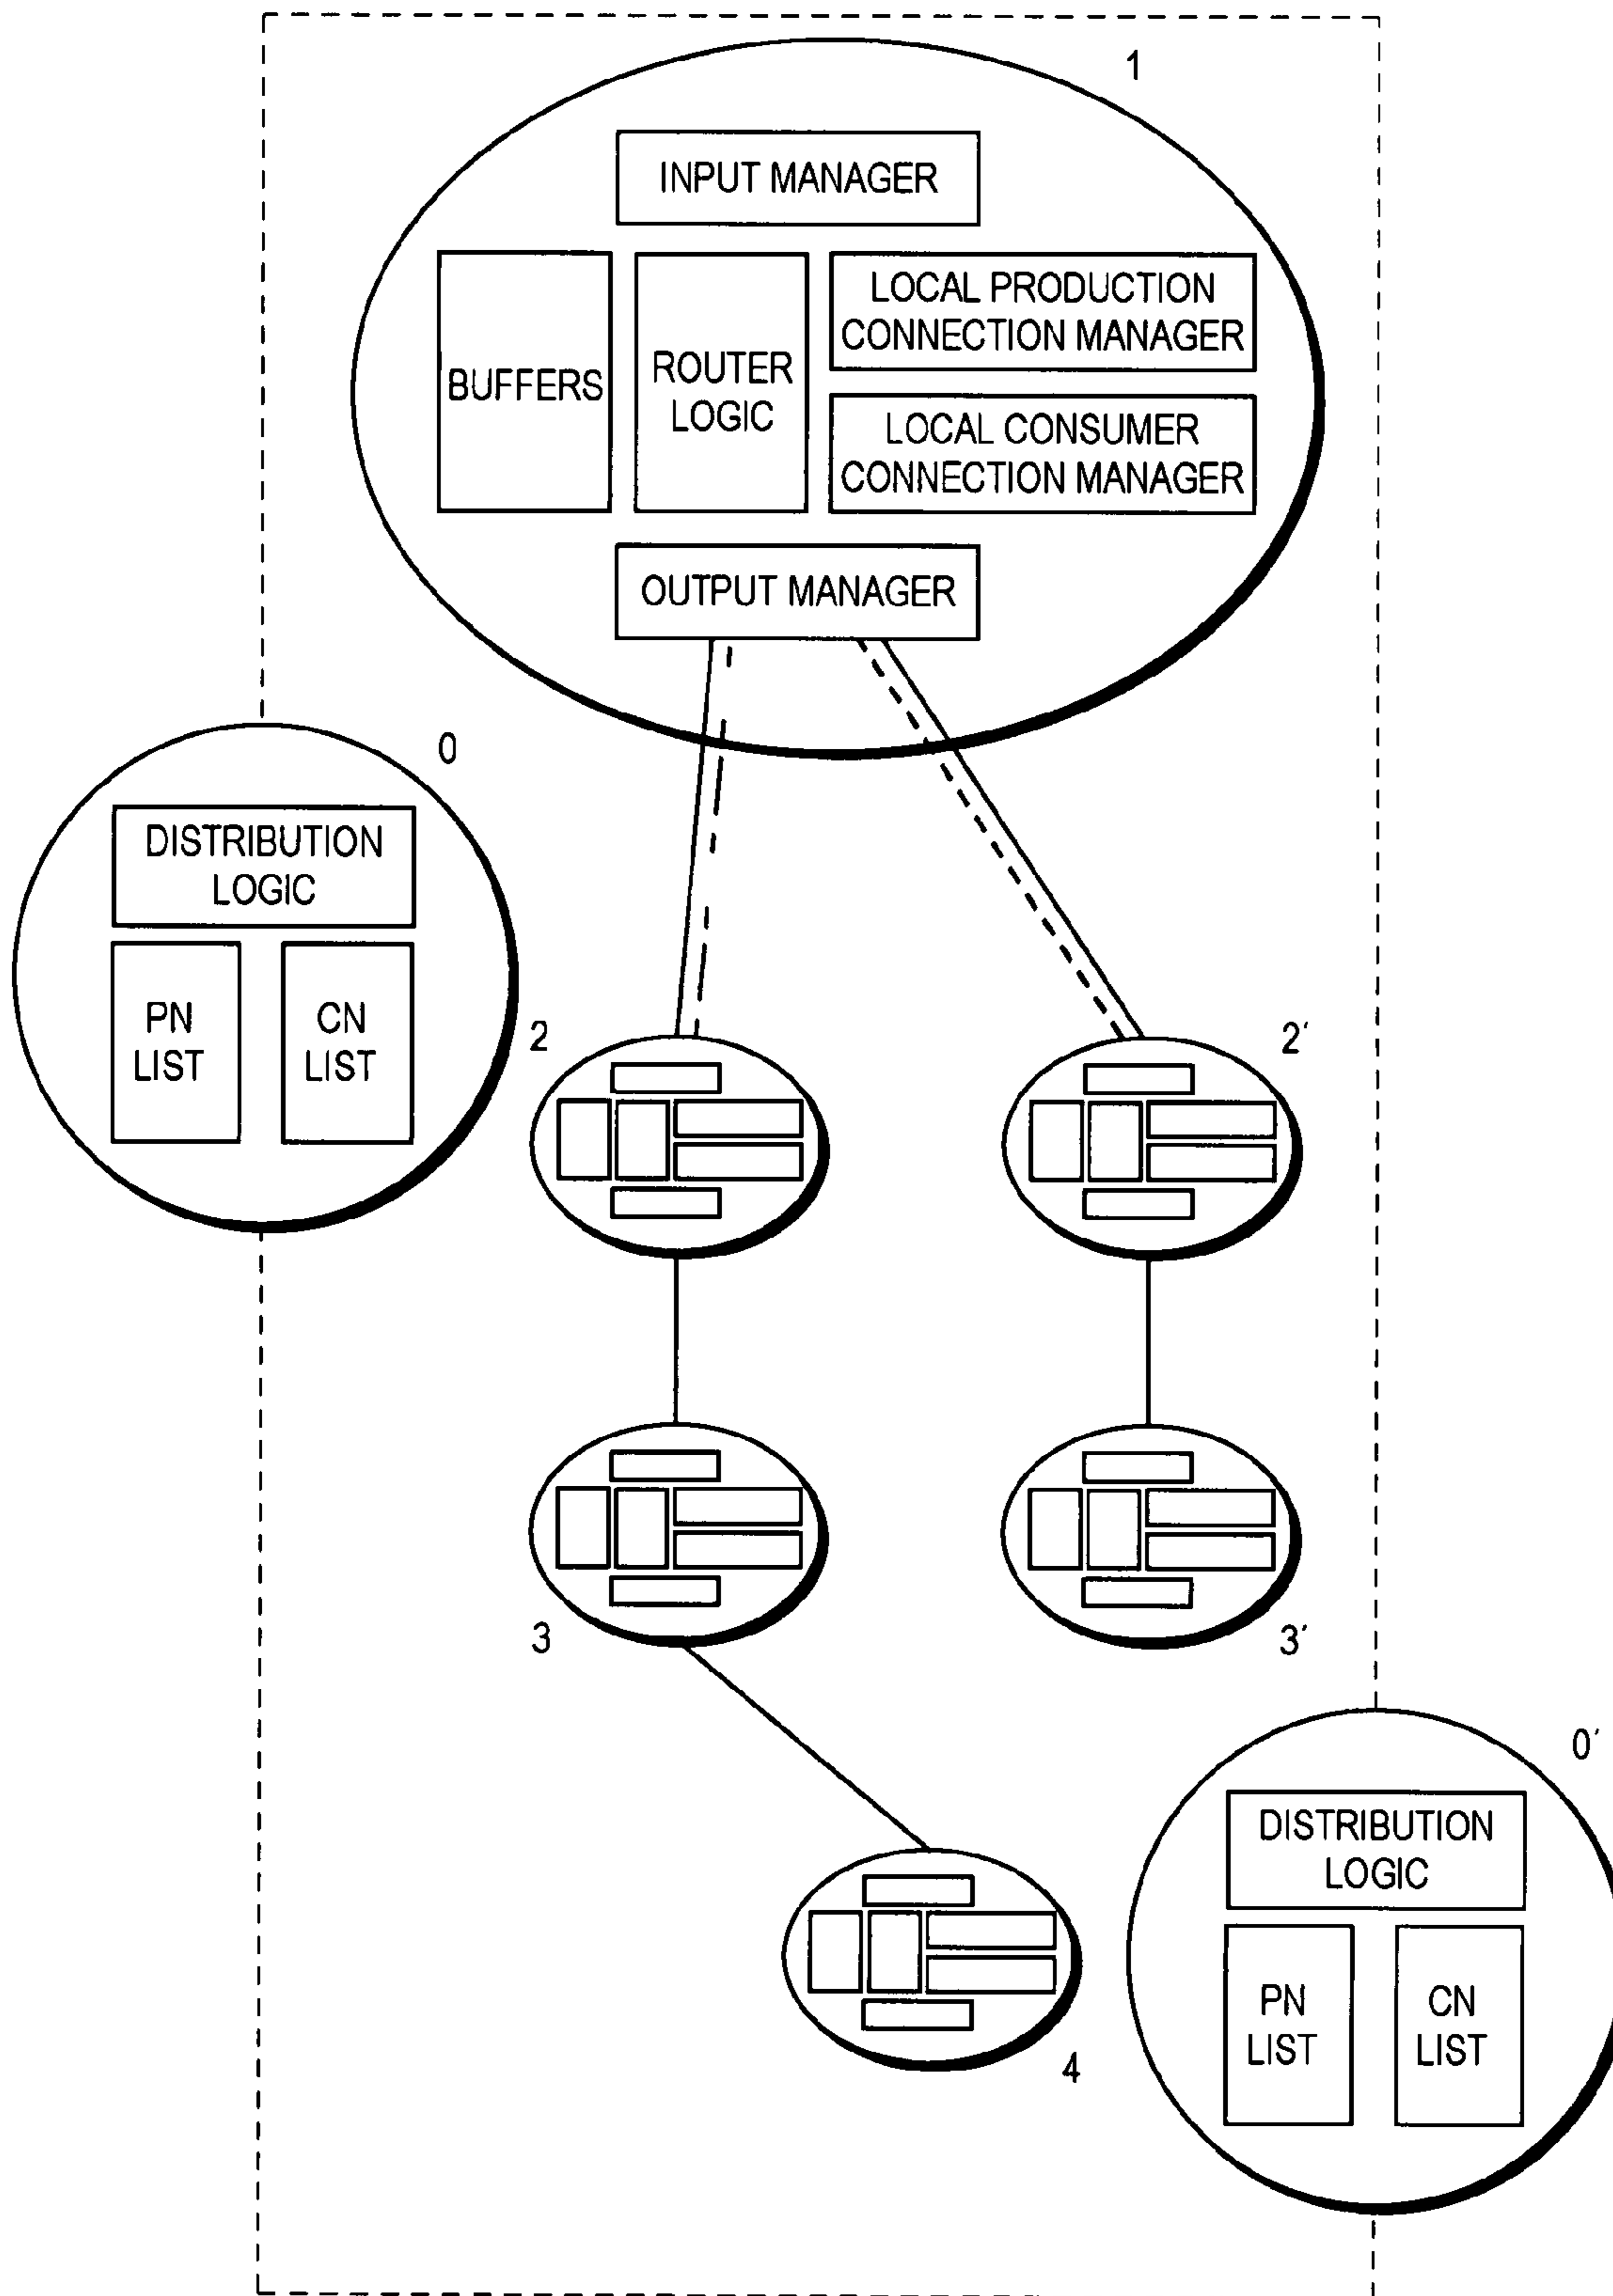 1
INPUT MANAGER
BUFFERS
ROUTER
LOGIC
LOCAL PRODUCTION
CONNECTION MANAGER
LOCAL CONSUMER
CONNECTION MANAGER
OUTPUT MANAGER
0
DISTRIBUTION
LOGIC
PN
LIST
CN
LIST
2
2′
3
3′
0′
DISTRIBUTION
LOGIC
PN
LIST
CN
LIST
4